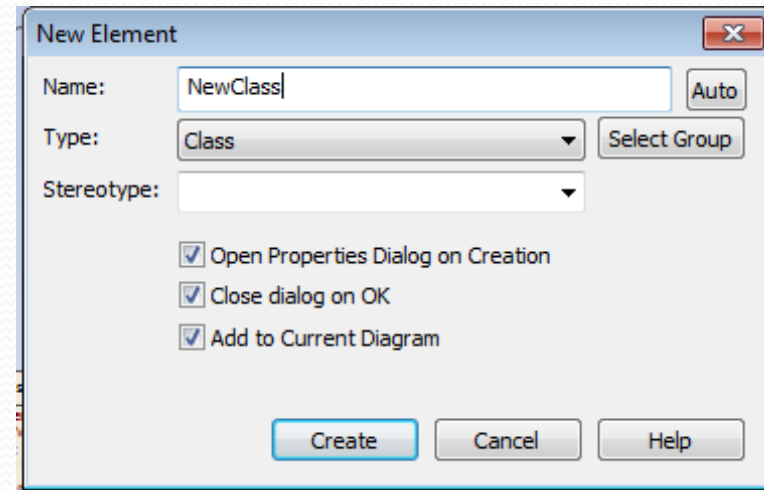 New Element
Name: NewClass Auto
Type: Class Select Group
Stereotype:
Open Properties Dialog on Creation
Close dialog on OK
Add to Current Diagram
Create Cancel Help